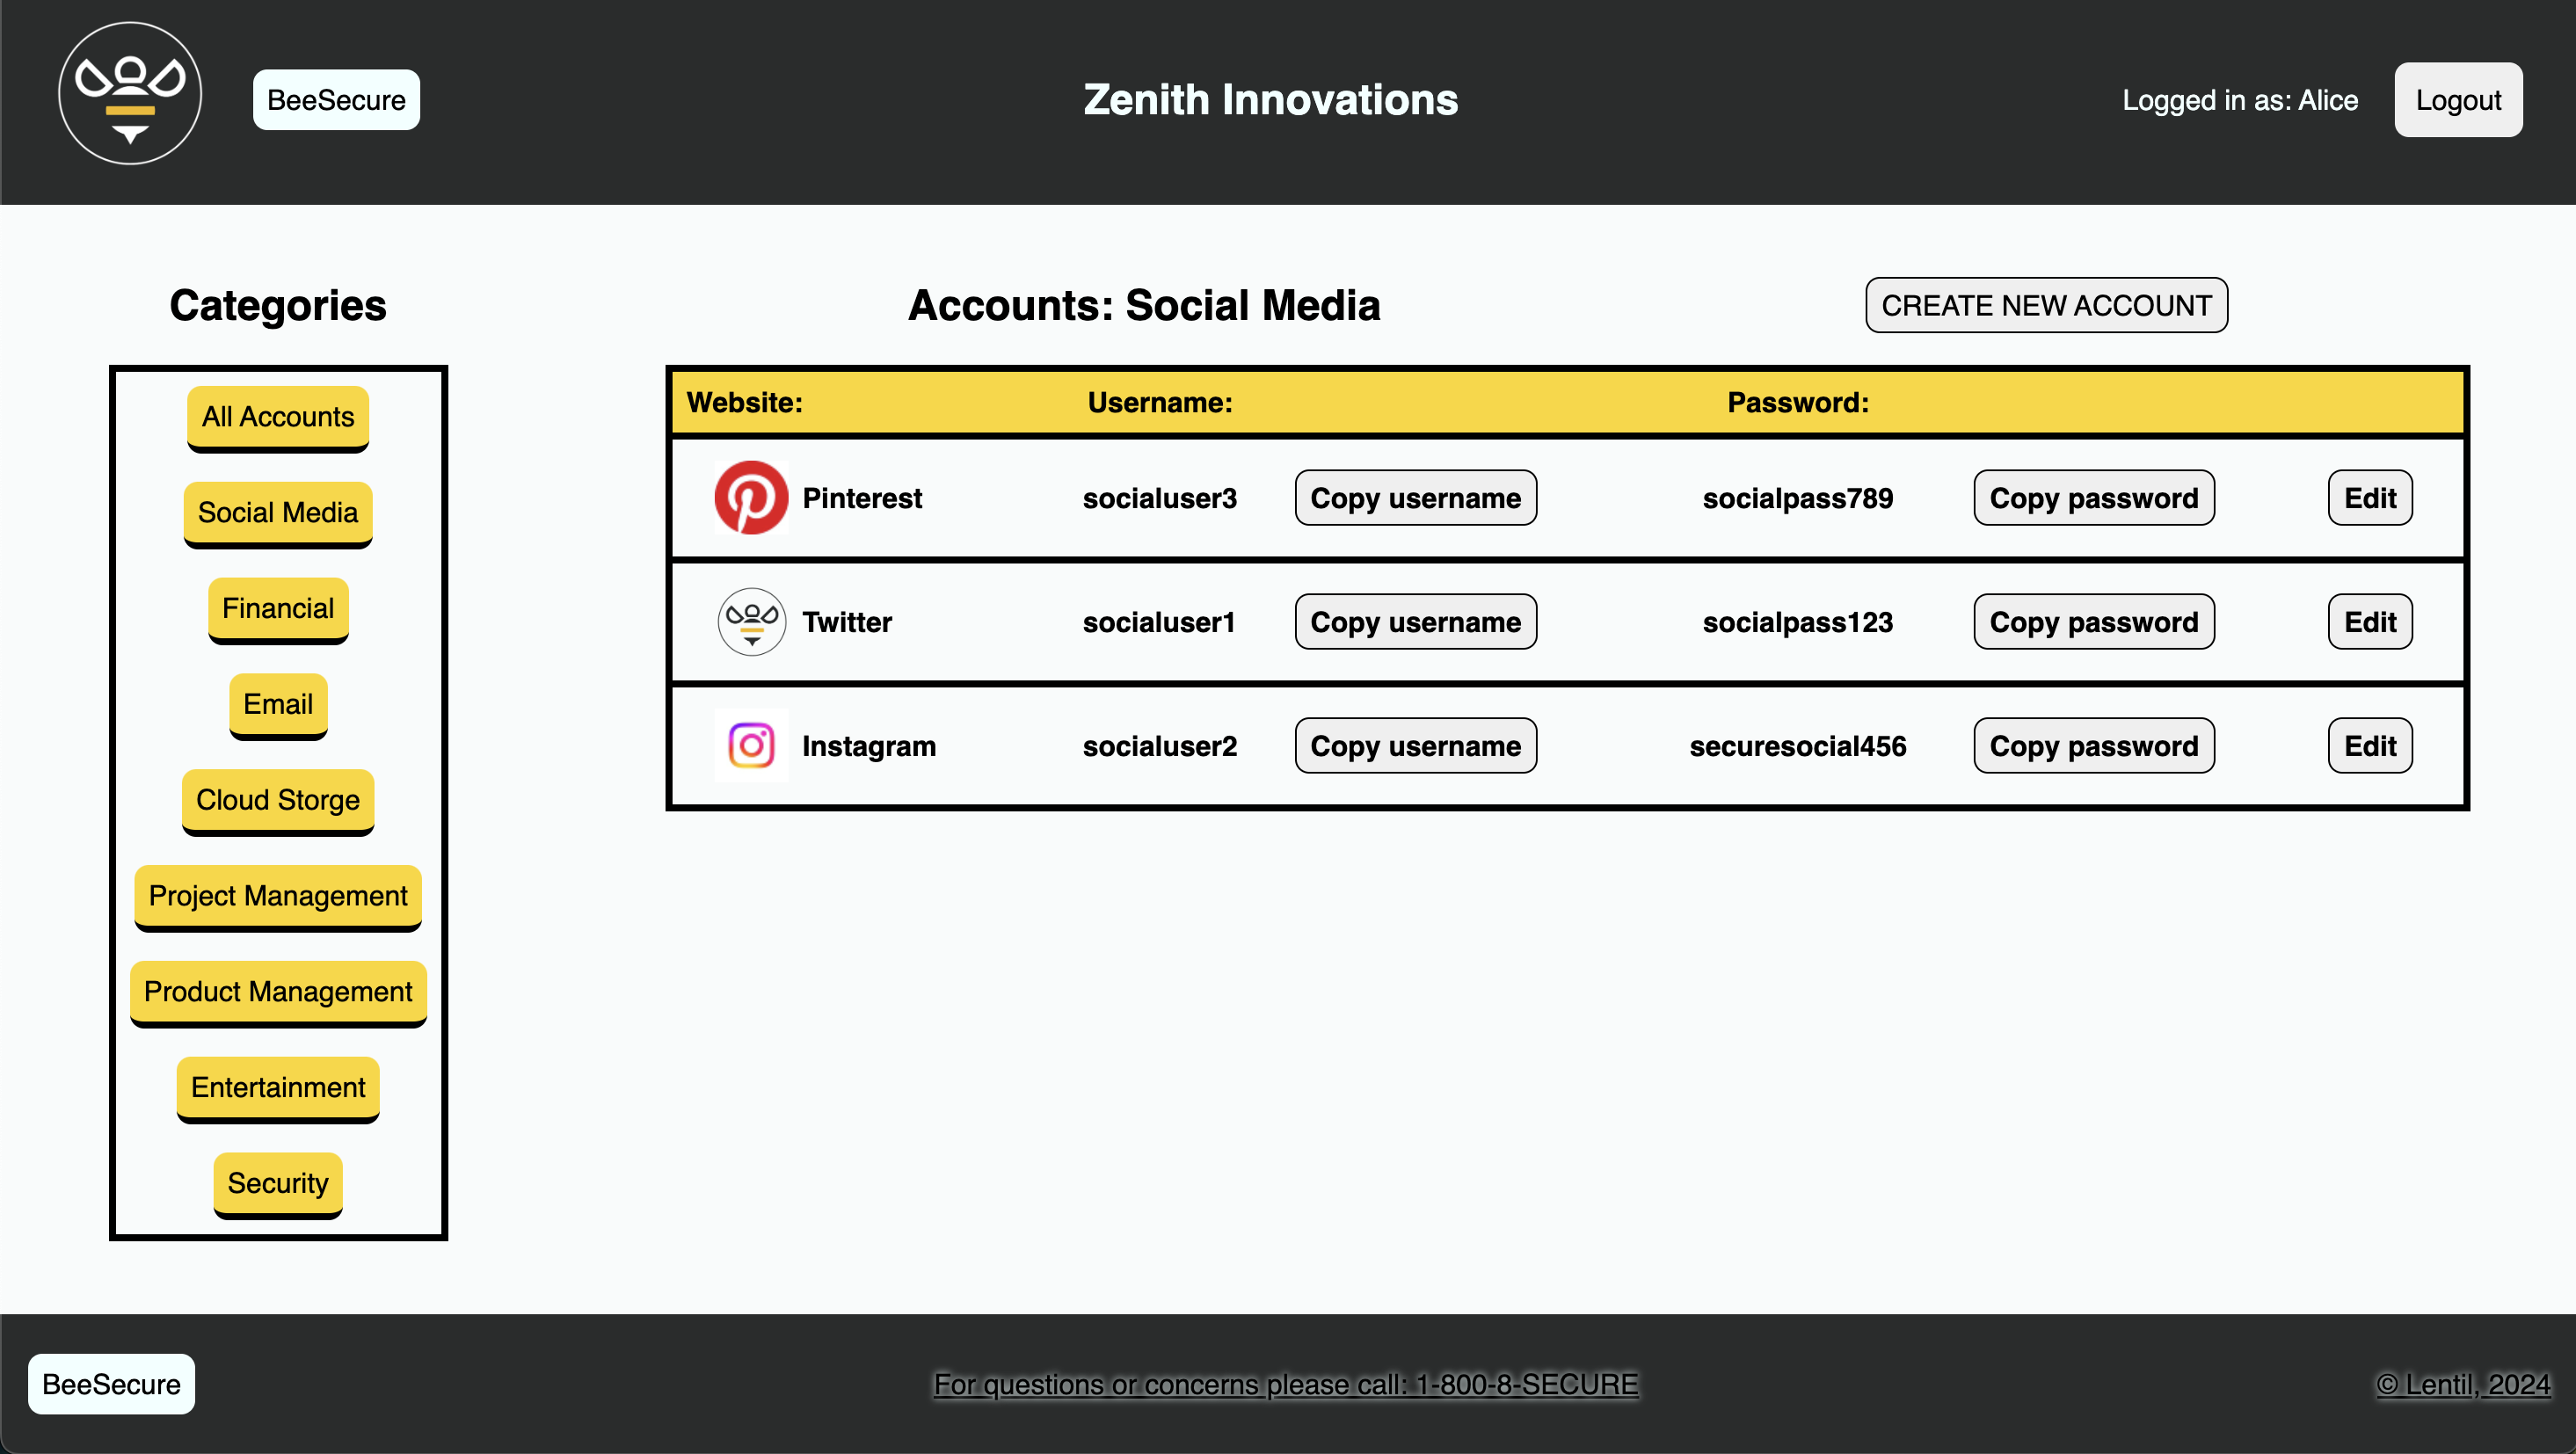 BeeSecure
Zenith Innovations
Logged in as: Alice
Logout
Categories
All Accounts
Social Media
Financial
Email
Cloud Storge
Project Management
Product Management
Entertainment
Security
Accounts: Social Media
CREATE NEW ACCOUNT
Website: Username: Password:
Pinterest socialuser3 Copy username socialpass789 Copy password Edit
Twitter socialuser1 Copy username socialpass123 Copy password Edit
Instagram socialuser2 Copy username securesocial456 Copy password Edit
BeeSecure
For questions or concerns please call: 1-800-8-SECURE
© Lentil, 2024